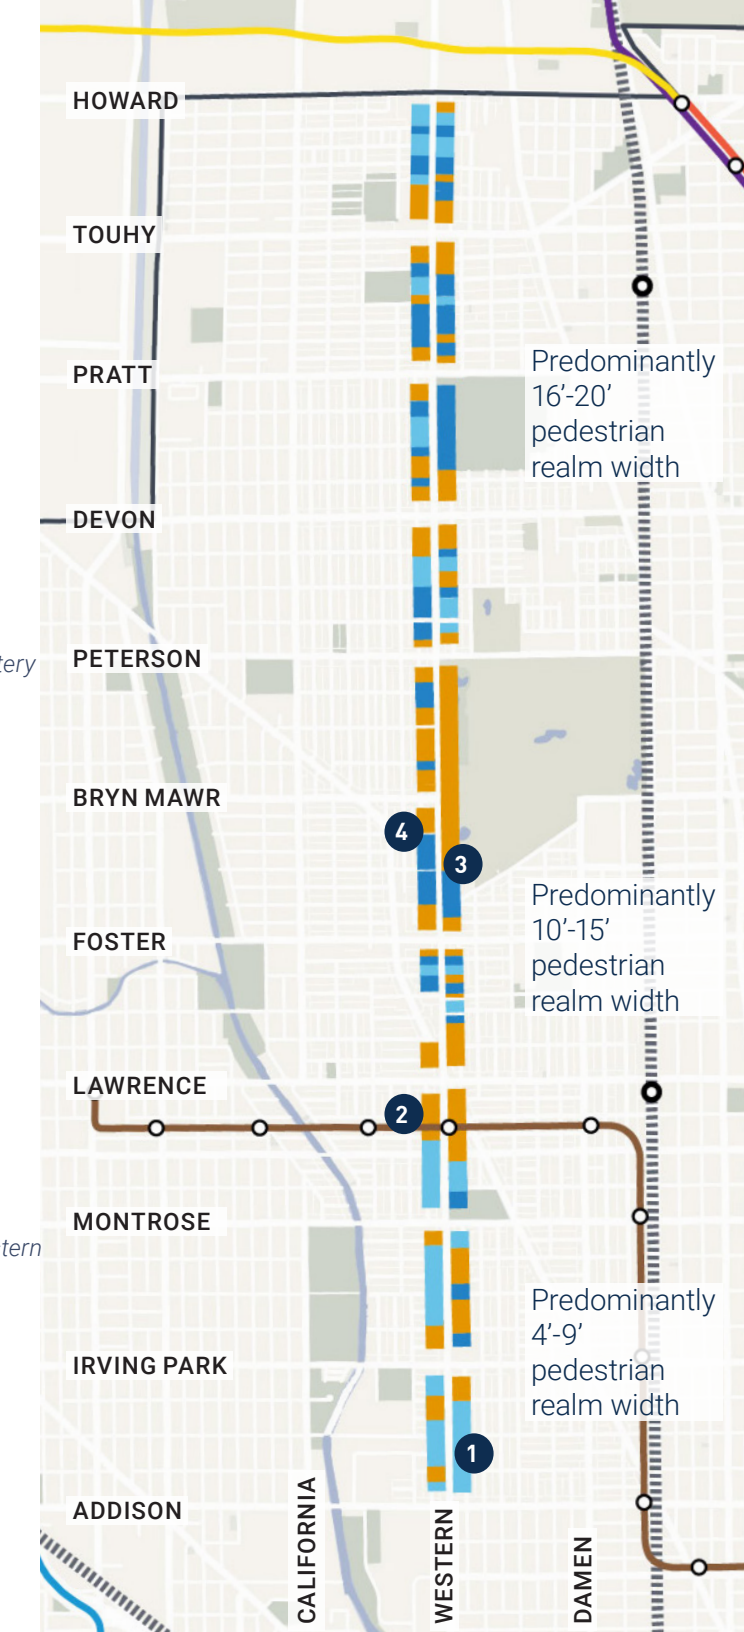 HOWARD
TOUHY
Predominantly
16’-20’
pedestrian
realm width
PRATT
DEVON
tery
PETERSON
BRYN MAWR
4
3
Predominantly
10’-15’
pedestrian
realm width
FOSTER
LAWRENCE
2
MONTROSE
tern
Predominantly
4’-9’
pedestrian
realm width
IRVING PARK
1
ADDISON
CALIFORNIA
WESTERN
DAMEN